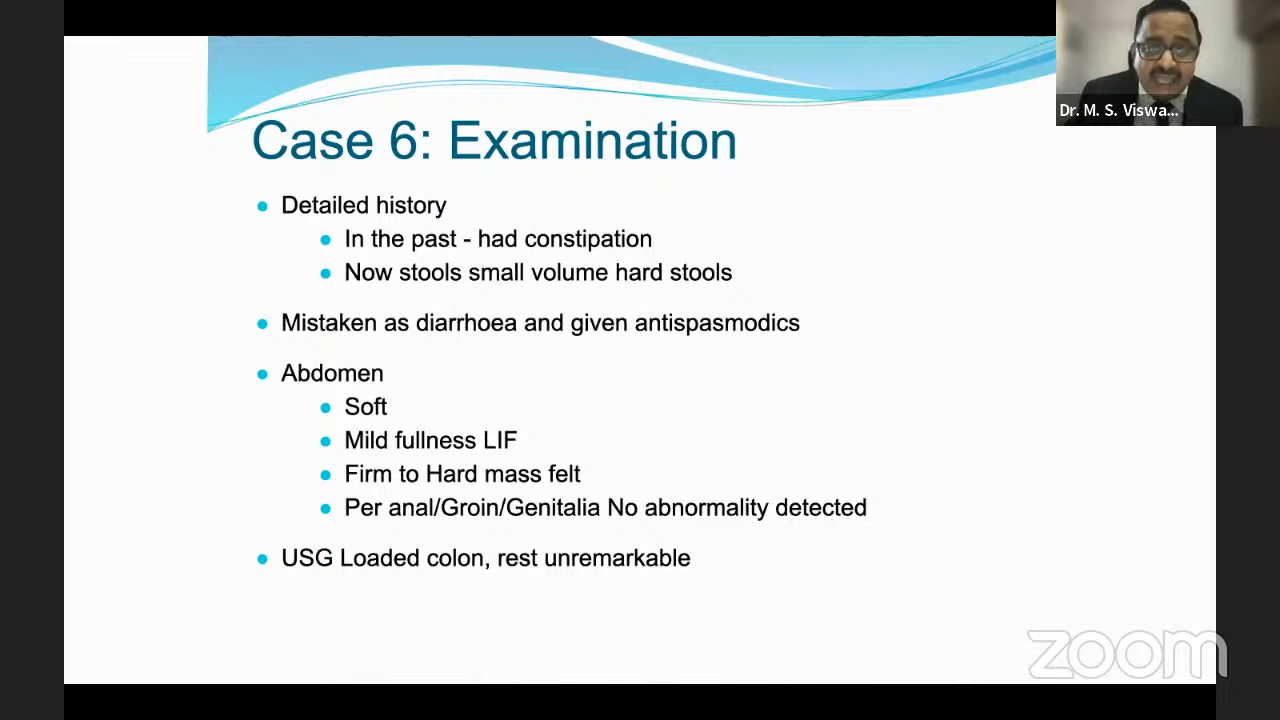 Dr. M. S. Viswa...
Case 6: Examination
Detailed history
In the past - had constipation
Now stools small volume hard stools
Mistaken as diarrhoea and given antispasmodics
Abdomen
Soft
Mild fullness LIF
Firm to Hard mass felt
Per anal/Groin/Genitalia No abnormality detected
USG Loaded colon, rest unremarkable
zoom